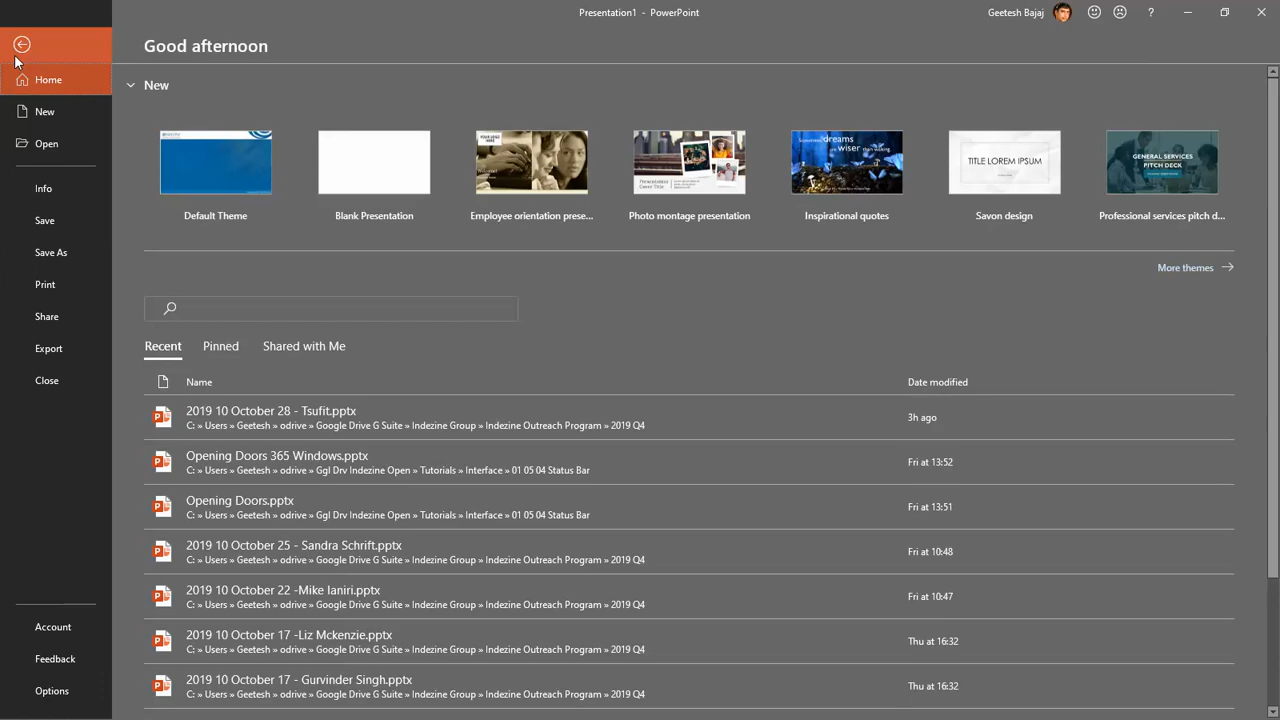 Presentation1 - PowerPoint
Geetesh Bajaj
?
Good afternoon
Home
New
Open
Info
Save
Save As
Print
Share
Export
Close
Account
Feedback
Options
New
YOUR LOGO HERE
dreams
are wiser than waking
TITLE LOREM IPSUM
GENERAL SERVICES
PITCH DECK
Default Theme
Blank Presentation
Employee orientation prese...
Photo montage presentation
Inspirational quotes
Savon design
Professional services pitch d...
More themes
Recent
Pinned
Shared with Me
Name
Date modified
2019 10 October 28 - Tsufit.pptx
C: » Users » Geetesh » odrive » Google Drive G Suite » Indezine Group » Indezine Outreach Program » 2019 Q4
3h ago
Opening Doors 365 Windows.pptx
C: » Users » Geetesh » odrive » Ggl Drv Indezine Open » Tutorials » Interface » 01 05 04 Status Bar
Fri at 13:52
Opening Doors.pptx
C: » Users » Geetesh » odrive » Ggl Drv Indezine Open » Tutorials » Interface » 01 05 04 Status Bar
Fri at 13:51
2019 10 October 25 - Sandra Schrift.pptx
C: » Users » Geetesh » odrive » Google Drive G Suite » Indezine Group » Indezine Outreach Program » 2019 Q4
Fri at 10:48
2019 10 October 22 -Mike Ianiri.pptx
C: » Users » Geetesh » odrive » Google Drive G Suite » Indezine Group » Indezine Outreach Program » 2019 Q4
Fri at 10:47
2019 10 October 17 -Liz Mckenzie.pptx
C: » Users » Geetesh » odrive » Google Drive G Suite » Indezine Group » Indezine Outreach Program » 2019 Q4
Thu at 16:32
2019 10 October 17 - Gurvinder Singh.pptx
C: » Users » Geetesh » odrive » Google Drive G Suite » Indezine Group » Indezine Outreach Program » 2019 Q4
Thu at 16:32